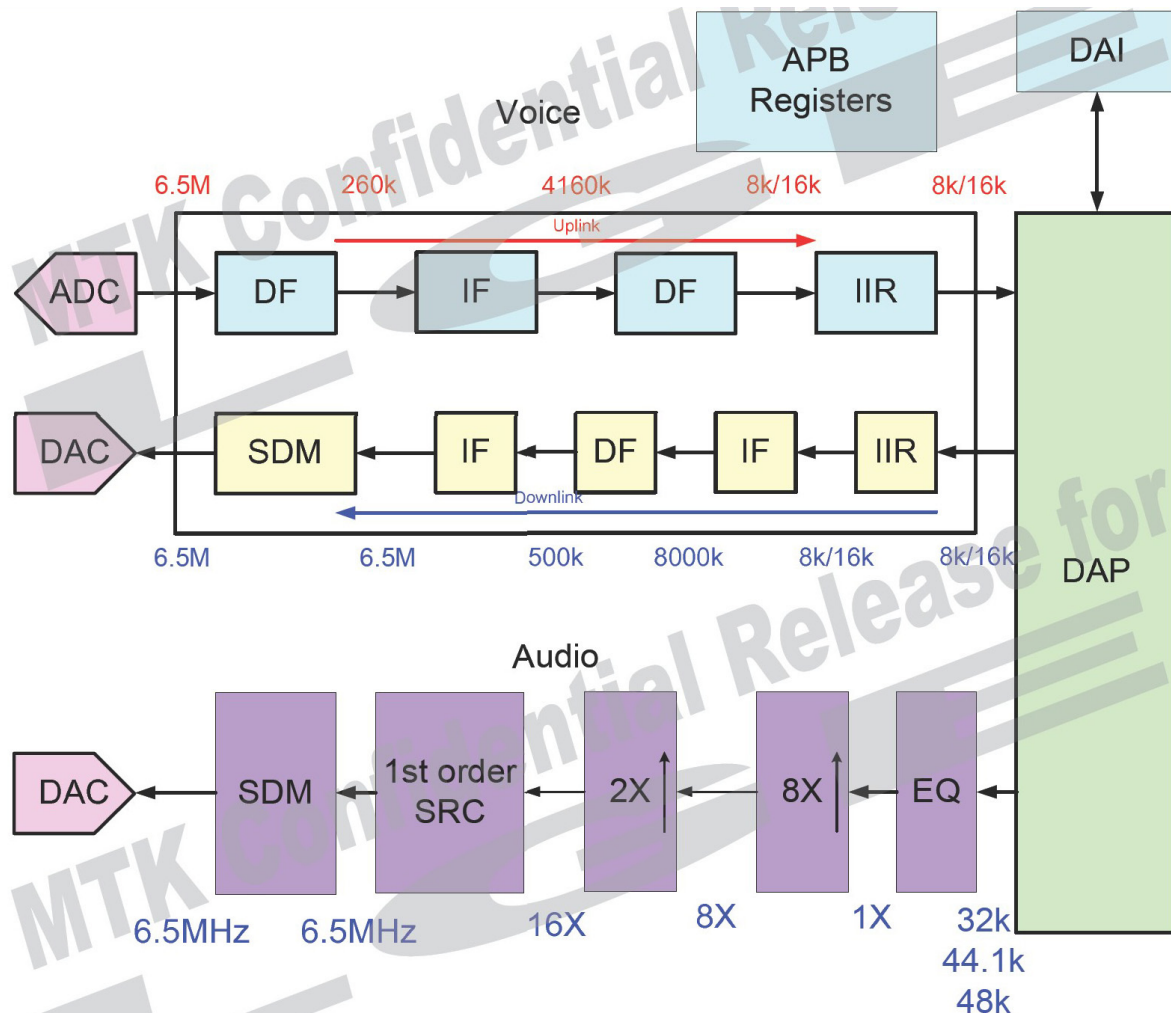 MTK Confidential Release for
APB
Registers
DAI
Voice
6.5M 260k 4160k 8k/16k 8k/16k
Uplink
ADC DF IF DF IIR
DAC SDM IF DF IF IIR
Downlink
6.5M 6.5M 500k 8000k 8k/16k 8k/16k
DAP
Audio
DAC SDM 1st order
SRC 2X 8X EQ
6.5MHz 6.5MHz 16X 8X 1X 32k
44.1k
48k
MTK Confidential Release for